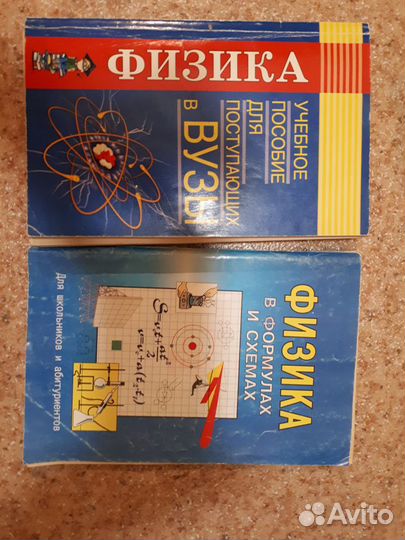 ФИЗИКА
УЧЕБНОЕ
ПОСОБИЕ
ДЛЯ
ПОСТУПАЮЩИХ
В ВУЗЫ
Для школьников и абитуриентов
ФИЗИКА
В ФОРМУЛАХ
И СХЕМАХ
Avito